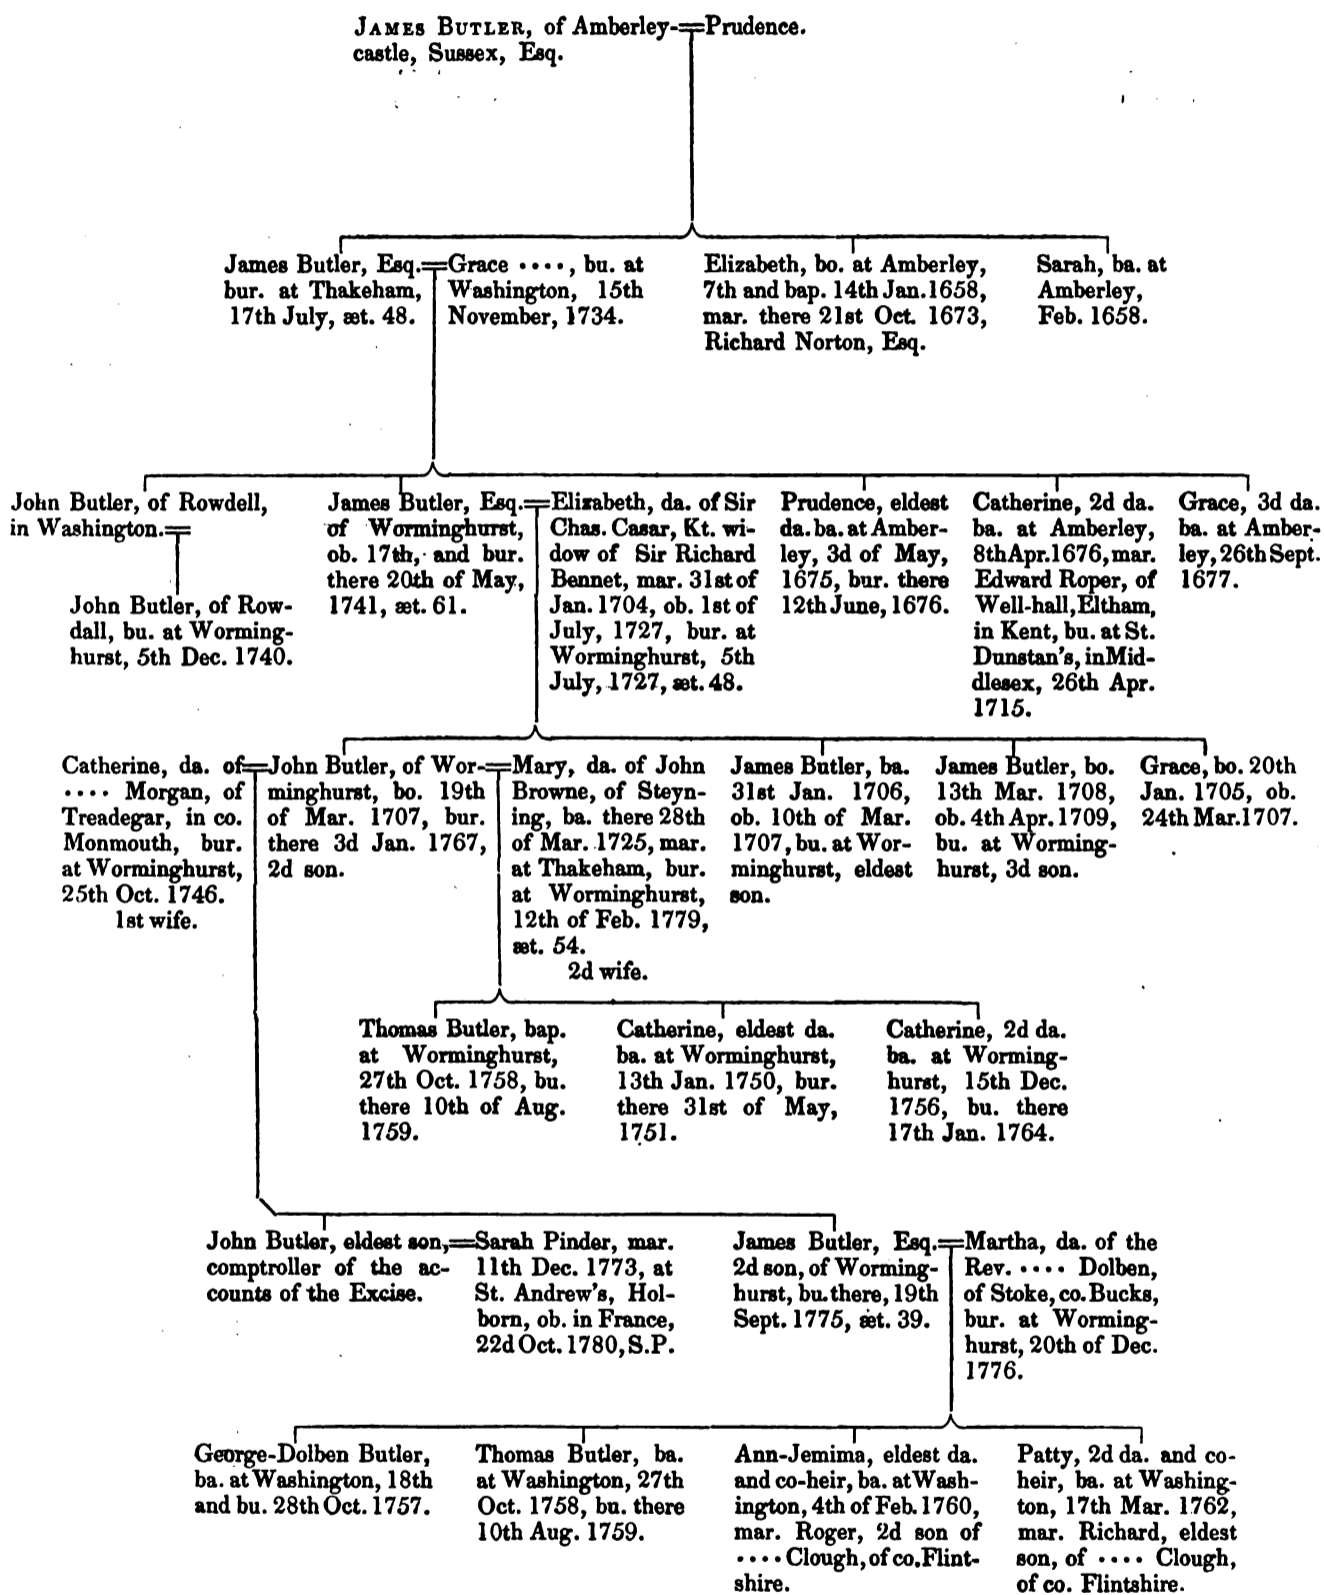 JAMES BUTLER, of Amberley-
castle, Sussex, Esq.
Prudence.
James Butler, Esq.
bur. at Thakeham,
17th July, æt. 48.
Grace ····, bu. at
Washington, 15th
November, 1734.
Elizabeth, bo. at Amberley,
7th and bap. 14th Jan. 1658,
mar. there 21st Oct. 1673,
Richard Norton, Esq.
Sarah, ba. at
Amberley,
Feb. 1658.
John Butler, of Rowdell,
in Washington.
John Butler, of Row-
dall, bu. at Worming-
hurst, 5th Dec. 1740.
James Butler, Esq.
of Worminghurst,
ob. 17th, and bur.
there 20th of May,
1741, æt. 61.
Elizabeth, da. of Sir
Chas. Casar, Kt. wi-
dow of Sir Richard
Bennet, mar. 31st of
Jan. 1704, ob. 1st of
July, 1727, bur. at
Worminghurst, 5th
July, 1727, æt. 48.
Prudence, eldest
da. ba. at Amber-
ley, 3d of May,
1675, bur. there
12th June, 1676.
Catherine, 2d da.
ba. at Amberley,
8th Apr. 1676, mar.
Edward Roper, of
Well-hall, Eltham,
in Kent, bu. at St.
Dunstan's, in Mid-
dlesex, 26th Apr.
1715.
Grace, 3d da.
ba. at Amber-
ley, 26th Sept.
1677.
Catherine, da. of
···· Morgan, of
Treadegar, in co.
Monmouth, bur.
at Worminghurst,
25th Oct. 1746.
1st wife.
John Butler, of Wor-
minghurst, bo. 19th
of Mar. 1707, bur.
there 3d Jan. 1767,
2d son.
Mary, da. of John
Browne, of Steyn-
ing, ba. there 28th
of Mar. 1725, mar.
at Thakeham, bur.
at Worminghurst,
12th of Feb. 1779,
æt. 54.
2d wife.
James Butler, ba.
31st Jan. 1706,
ob. 10th of Mar.
1707, bu. at Wor-
minghurst, eldest
son.
James Butler, bo.
13th Mar. 1708,
ob. 4th Apr. 1709,
bu. at Worming-
hurst, 3d son.
Grace, bo. 20th
Jan. 1705, ob.
24th Mar. 1707.
Thomas Butler, bap.
at Worminghurst,
27th Oct. 1758, bu.
there 10th of Aug.
1759.
Catherine, eldest da.
ba. at Worminghurst,
13th Jan. 1750, bur.
there 31st of May,
1751.
Catherine, 2d da.
ba. at Worming-
hurst, 15th Dec.
1756, bu. there
17th Jan. 1764.
John Butler, eldest son,
comptroller of the ac-
counts of the Excise.
Sarah Pinder, mar.
11th Dec. 1773, at
St. Andrew's, Hol-
born, ob. in France,
22d Oct. 1780, S.P.
James Butler, Esq.
2d son, of Worming-
hurst, bu. there, 19th
Sept. 1775, æt. 39.
Martha, da. of the
Rev. ···· Dolben,
of Stoke, co. Bucks,
bur. at Worming-
hurst, 20th of Dec.
1776.
George-Dolben Butler,
ba. at Washington, 18th
and bu. 28th Oct. 1757.
Thomas Butler, ba.
at Washington, 27th
Oct. 1758, bu. there
10th Aug. 1759.
Ann-Jemima, eldest da.
and co-heir, ba. at Wash-
ington, 4th of Feb. 1760,
mar. Roger, 2d son of
···· Clough, of co. Flint-
shire.
Patty, 2d da. and co-
heir, ba. at Washing-
ton, 17th Mar. 1762,
mar. Richard, eldest
son, of ···· Clough,
of co. Flintshire.